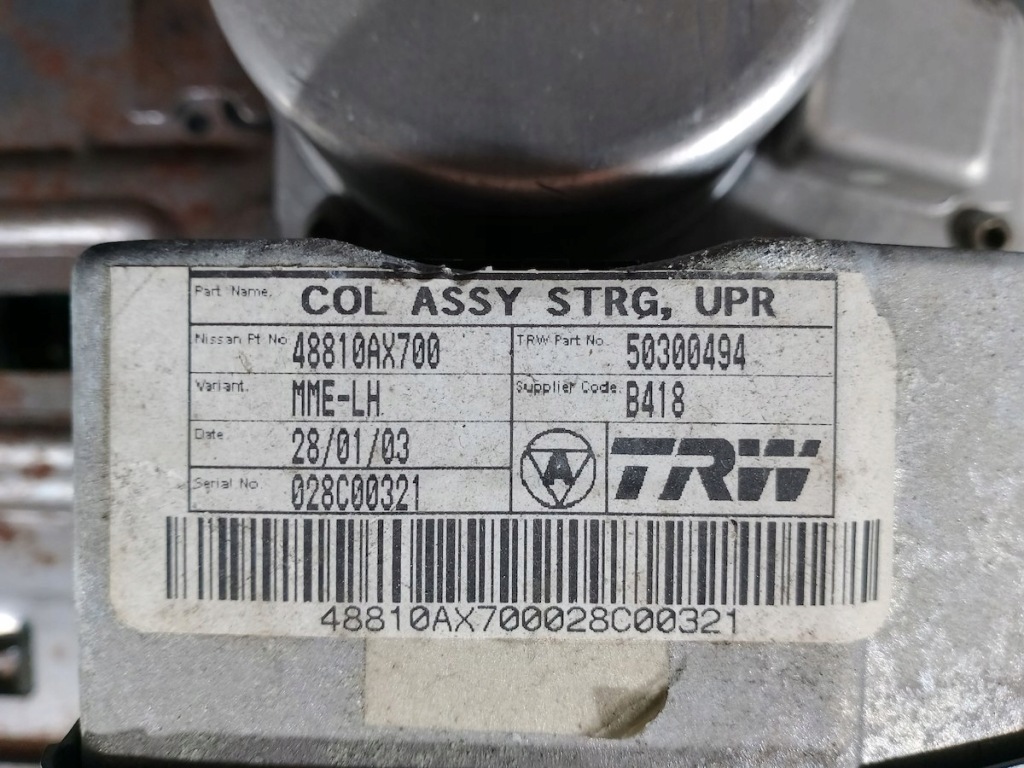 Part Name. COL ASSY STRG, UPR
Nissan Pt No. 48810AX700 TRW Part No. 50300494
Variant. MME-LH Supplier Code. B418
Date 28/01/03 A TRW
Serial No. 028C00321
48810AX700028C00321